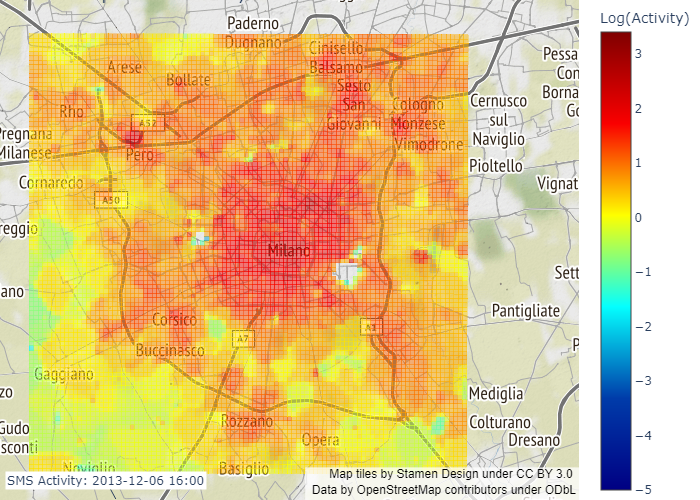 Log(Activity)
Paderno
Dugnano
Cinisello
Balsamo
Arese
Bollate
Sesto
San
Giovanni
Pessa
Con
Borna
Go
Rho
A52
Cologno
Monzese
Cernusco
sul
Naviglio
Pregnana
Milanese
Pero
Vimodrone
Pioltello
Cornaredo
Vignat
A50
reggio
Milano
Sett
ano
Pantigliate
Corsico
A7
A1
Buccinasco
P
Gaggiano
zo
Mediglia
Rozzano
Colturano
Gudo
sconti
Opera
Dresano
Noviglio
Basiglio
3
2
1
0
−1
−2
−3
−4
−5
SMS Activity: 2013-12-06 16:00
Map tiles by Stamen Design under CC BY 3.0
Data by OpenStreetMap contributors under ODbL